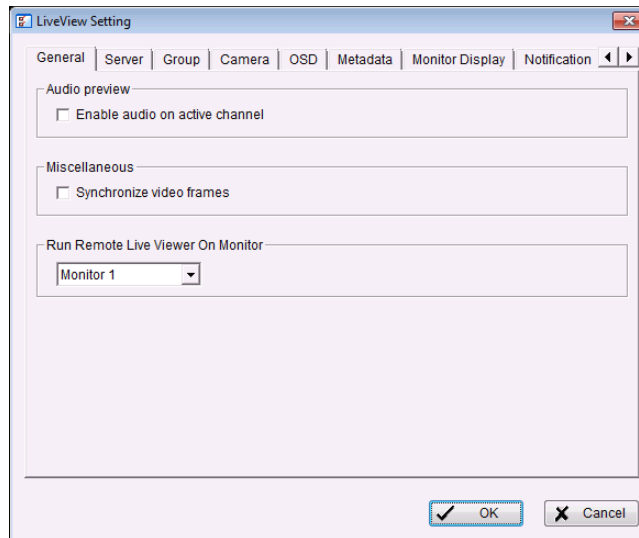 LiveView Setting
General Server Group Camera OSD Metadata Monitor Display Notification
Audio preview
Enable audio on active channel
Miscellaneous
Synchronize video frames
Run Remote Live Viewer On Monitor
Monitor 1
OK Cancel